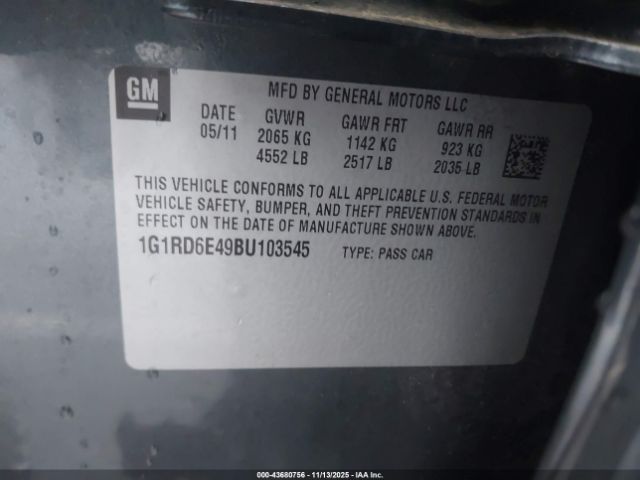 GM
MFD BY GENERAL MOTORS LLC
DATE GVWR GAWR FRT GAWR RR
05/11 2065 KG 1142 KG 923 KG
4552 LB 2517 LB 2035 LB
THIS VEHICLE CONFORMS TO ALL APPLICABLE U.S. FEDERAL MOTOR
VEHICLE SAFETY, BUMPER, AND THEFT PREVENTION STANDARDS IN
EFFECT ON THE DATE OF MANUFACTURE SHOWN ABOVE.
1G1RD6E49BU103545 TYPE: PASS CAR
000-43680756 - 11/13/2025 - IAA Inc.